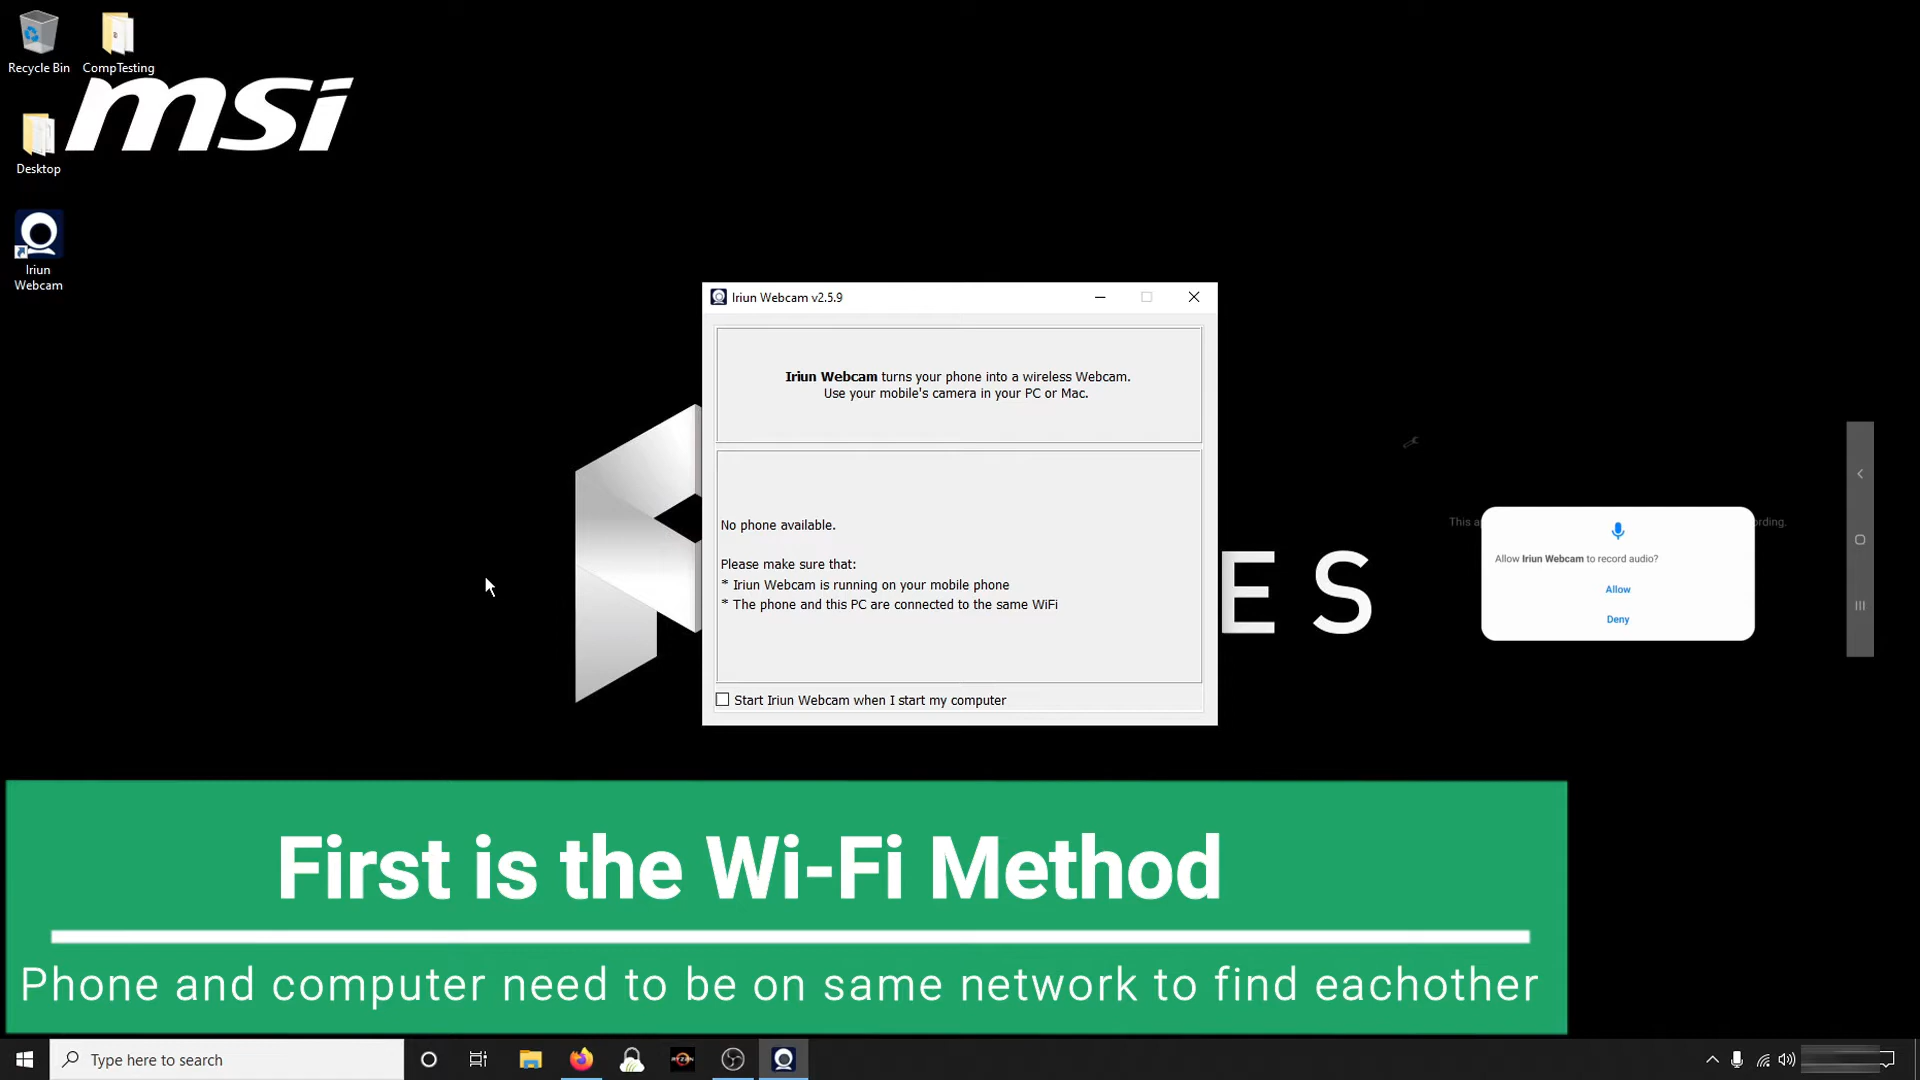 Recycle Bin
CompTesting
msi
Desktop
Iriun
Webcam
Iriun Webcam v2.5.9
Iriun Webcam turns your phone into a wireless Webcam.
Use your mobile's camera in your PC or Mac.
No phone available.
Please make sure that:
* Iriun Webcam is running on your mobile phone
* The phone and this PC are connected to the same WiFi
Start Iriun Webcam when I start my computer
ES
This
Allow Iriun Webcam to record audio?
Allow
Deny
First is the Wi-Fi Method
Phone and computer need to be on same network to find eachother
Type here to search
RYZEN